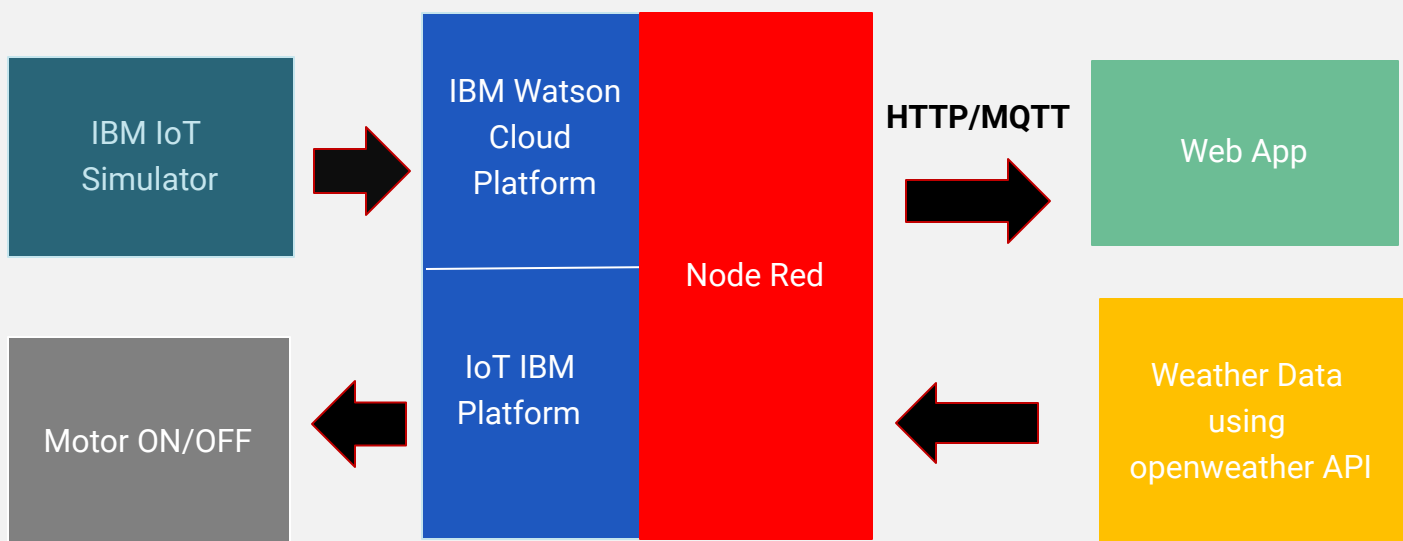 IBM IoT
Simulator
IBM Watson
Cloud
Platform
HTTP/MQTT
Web App
Node Red
Motor ON/OFF
IoT IBM
Platform
Weather Data
using
openweather API